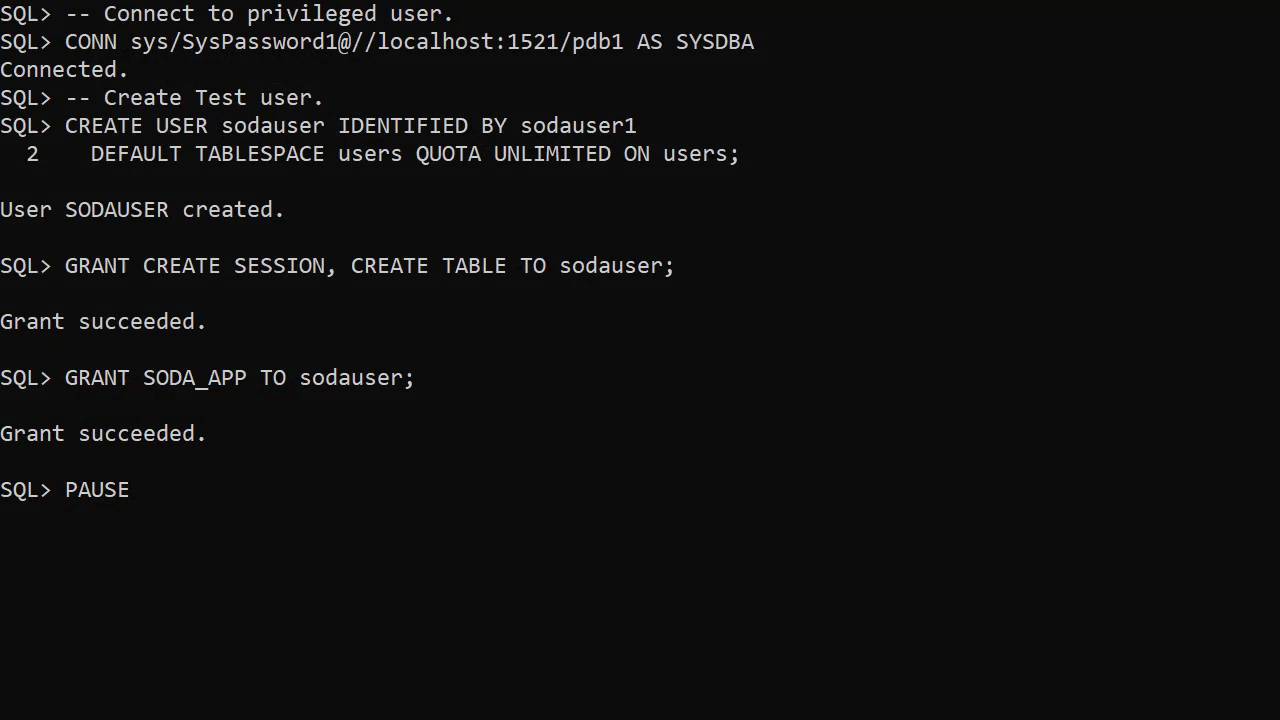 SQL> -- Connect to privileged user.
SQL> CONN sys/SysPassword1@//localhost:1521/pdb1 AS SYSDBA
Connected.
SQL> -- Create Test user.
SQL> CREATE USER sodauser IDENTIFIED BY sodauser1
  2    DEFAULT TABLESPACE users QUOTA UNLIMITED ON users;
User SODAUSER created.
SQL> GRANT CREATE SESSION, CREATE TABLE TO sodauser;
Grant succeeded.
SQL> GRANT SODA_APP TO sodauser;
Grant succeeded.
SQL> PAUSE